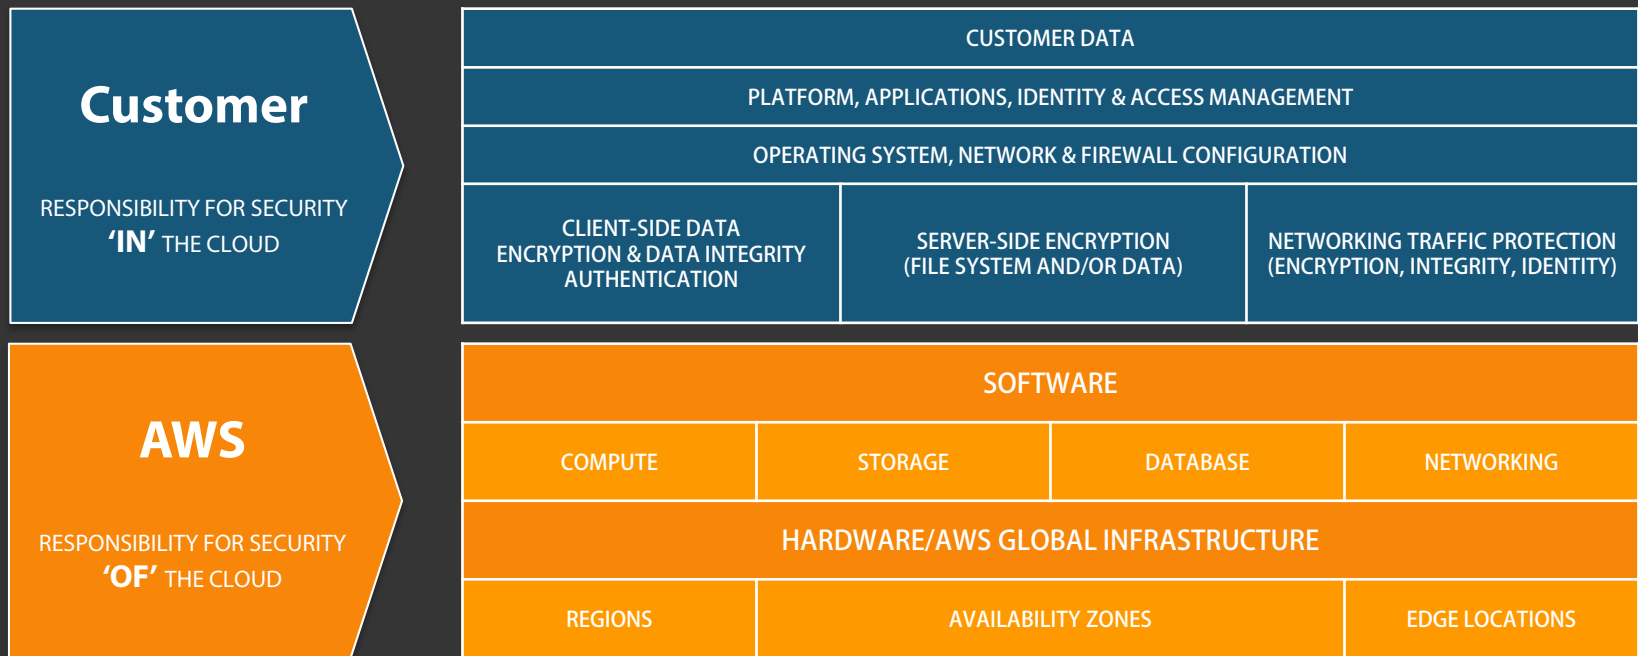 Customer
RESPONSIBILITY FOR SECURITY
‘IN’ THE CLOUD
CUSTOMER DATA
PLATFORM, APPLICATIONS, IDENTITY & ACCESS MANAGEMENT
OPERATING SYSTEM, NETWORK & FIREWALL CONFIGURATION
CLIENT-SIDE DATA
ENCRYPTION & DATA INTEGRITY
AUTHENTICATION
SERVER-SIDE ENCRYPTION
(FILE SYSTEM AND/OR DATA)
NETWORKING TRAFFIC PROTECTION
(ENCRYPTION, INTEGRITY, IDENTITY)
AWS
RESPONSIBILITY FOR SECURITY
‘OF’ THE CLOUD
SOFTWARE
COMPUTE
STORAGE
DATABASE
NETWORKING
HARDWARE/AWS GLOBAL INFRASTRUCTURE
REGIONS
AVAILABILITY ZONES
EDGE LOCATIONS